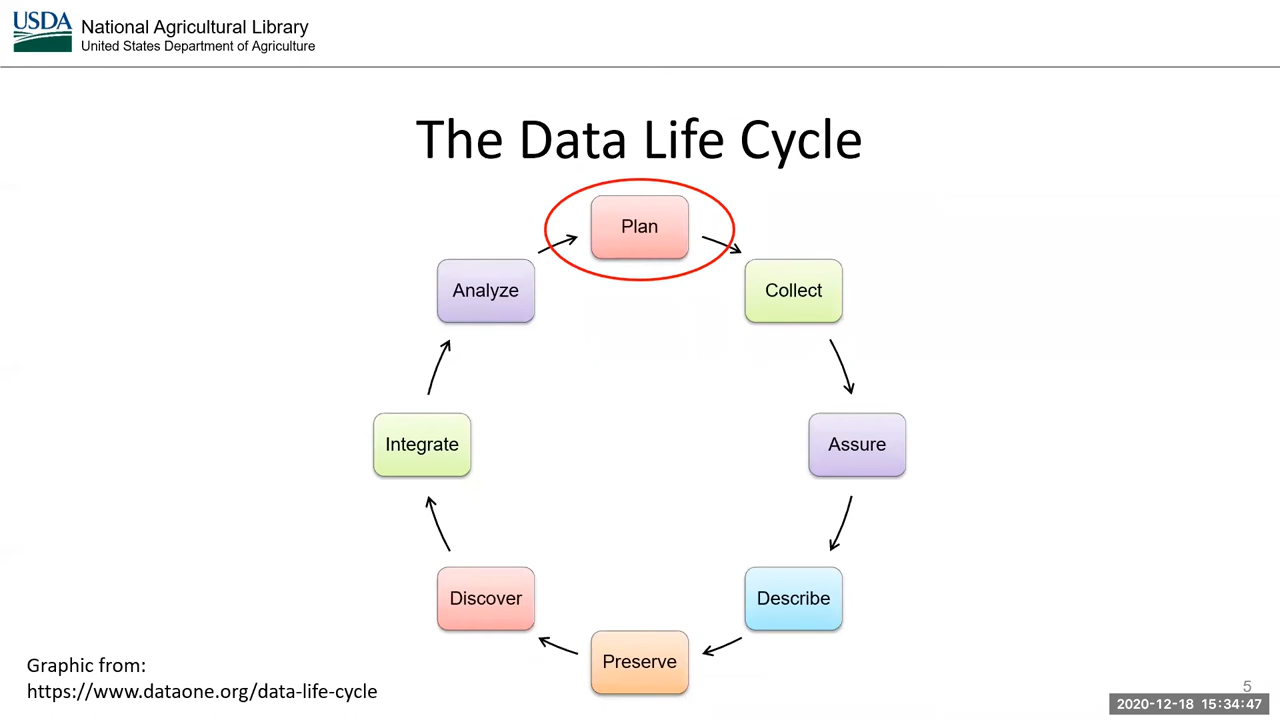 USDA
National Agricultural Library
United States Department of Agriculture
The Data Life Cycle
Plan
Collect
Assure
Describe
Preserve
Discover
Integrate
Analyze
Graphic from:
https://www.dataone.org/data-life-cycle
5
2020-12-18 15:34:47